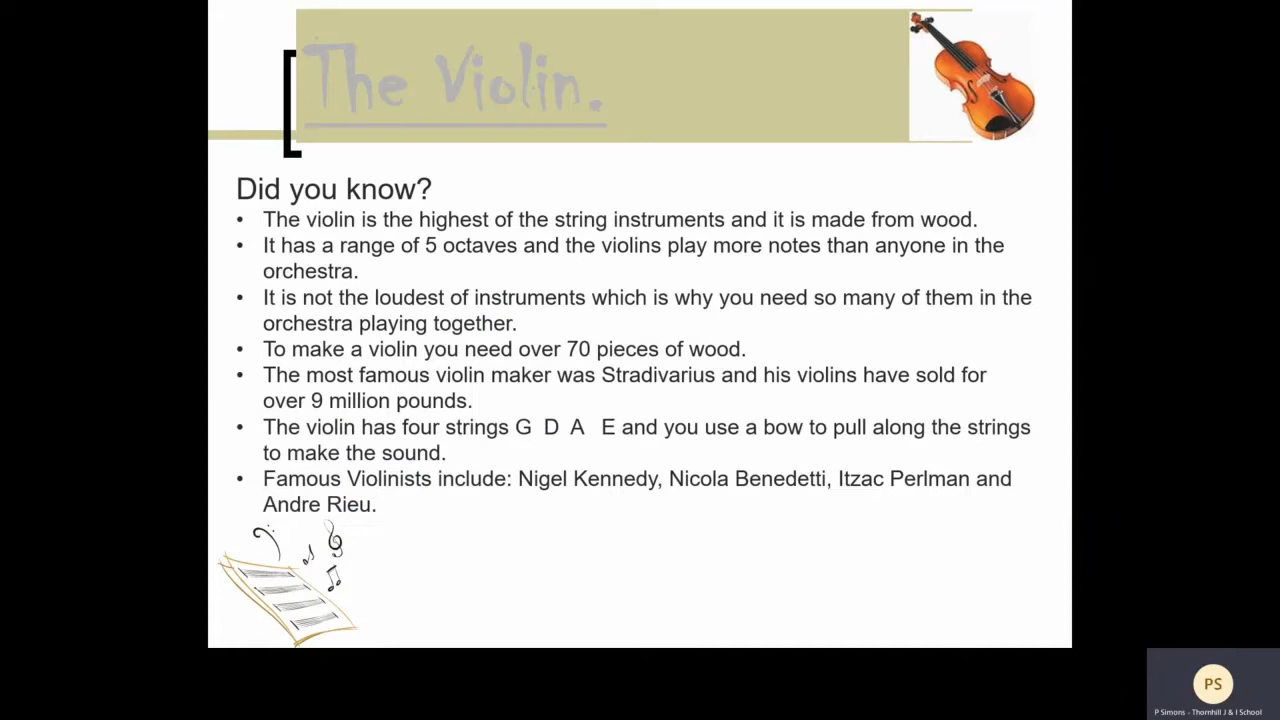 The Violin.
Did you know?
• The violin is the highest of the string instruments and it is made from wood.
• It has a range of 5 octaves and the violins play more notes than anyone in the
orchestra.
• It is not the loudest of instruments which is why you need so many of them in the
orchestra playing together.
• To make a violin you need over 70 pieces of wood.
• The most famous violin maker was Stradivarius and his violins have sold for
over 9 million pounds.
• The violin has four strings G D A E and you use a bow to pull along the strings
to make the sound.
• Famous Violinists include: Nigel Kennedy, Nicola Benedetti, Itzac Perlman and
Andre Rieu.
PS
P Simons - Thornhill J & I School